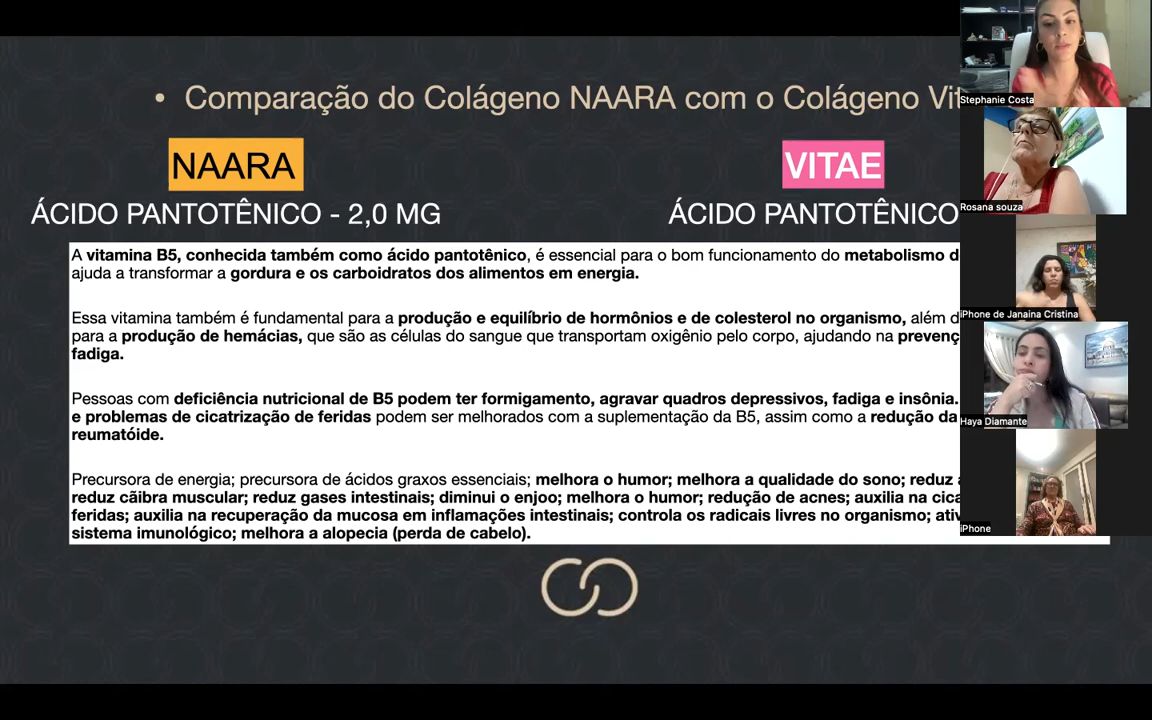 • Comparação do Colágeno NAARA com o Colágeno
NAARA
VITAE
ÁCIDO PANTOTÊNICO - 2,0 MG
ÁCIDO PANTOTÊNICO
A vitamina B5, conhecida também como ácido pantotênico, é essencial para o bom funcionamento do metabolismo
ajuda a transformar a gordura e os carboidratos dos alimentos em energia.
Essa vitamina também é fundamental para a produção e equilíbrio de hormônios e de colesterol no organismo, além
para a produção de hemácias, que são as células do sangue que transportam oxigênio pelo corpo, ajudando na
fadiga.
Pessoas com deficiência nutricional de B5 podem ter formigamento, agravar quadros depressivos, fadiga e insônia.
e problemas de cicatrização de feridas podem ser melhorados com a suplementação da B5, assim como a redução da
reumatóide.
Precursora de energia; precursora de ácidos graxos essenciais; melhora o humor; melhora a qualidade do sono; reduz
reduz cãibra muscular; reduz gases intestinais; diminui o enjoo; melhora o humor; redução de acnes; auxilia na
feridas; auxilia na recuperação da mucosa em inflamações intestinais; controla os radicais livres no organismo;
sistema imunológico; melhora a alopecia (perda de cabelo).
Stephanie Costa
Rosana souza
iPhone de Janaina Cristina
Haya Diamante
iPhone